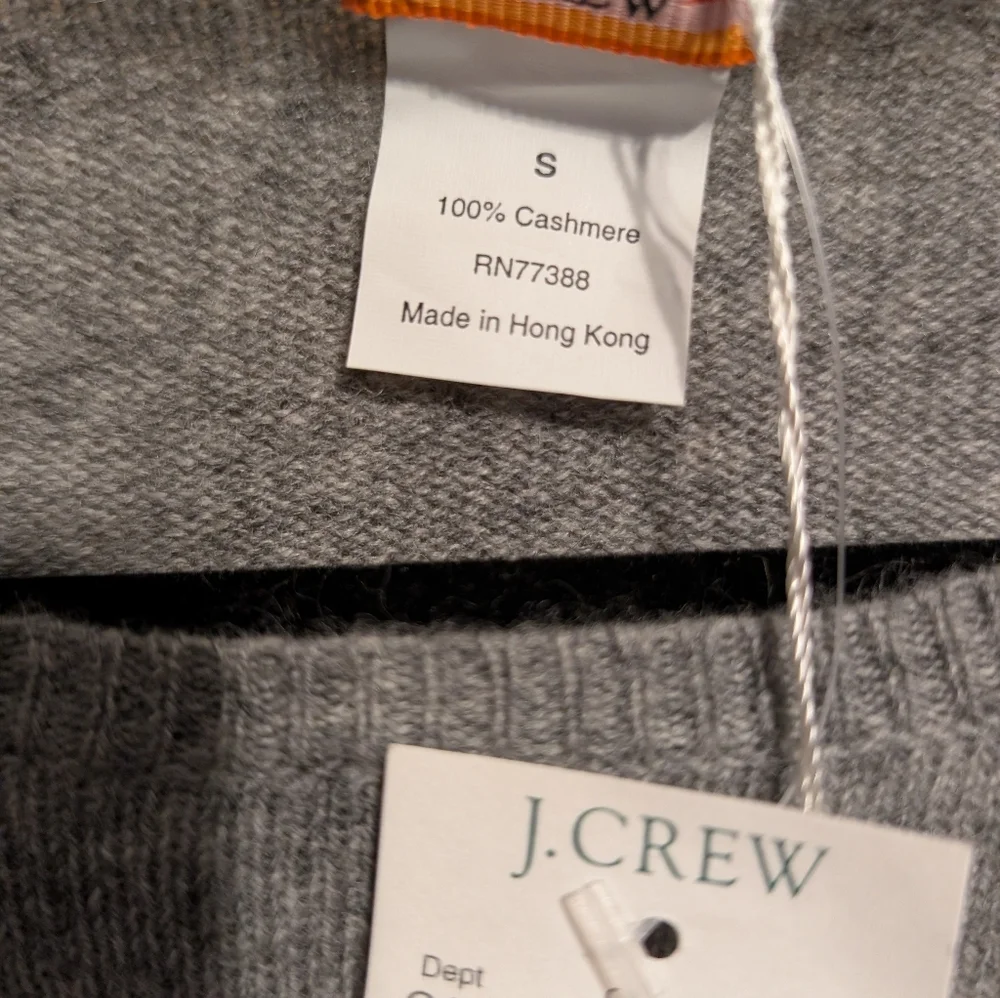 S
100% Cashmere
RN77388
Made in Hong Kong
J.CREW
Dept